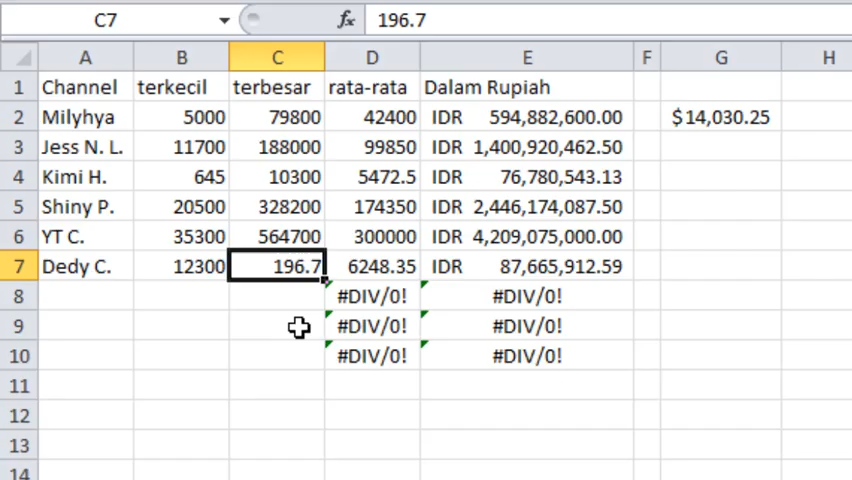 C7 fx 196.7
A B C D E F G H
1 Channel terkecil terbesar rata-rata Dalam Rupiah
2 Milyhya 5000 79800 42400 IDR 594,882,600.00 $14,030.25
3 Jess N. L. 11700 188000 99850 IDR 1,400,920,462.50
4 Kimi H. 645 10300 5472.5 IDR 76,780,543.13
5 Shiny P. 20500 328200 174350 IDR 2,446,174,087.50
6 YT C. 35300 564700 300000 IDR 4,209,075,000.00
7 Dedy C. 12300 196.7 6248.35 IDR 87,665,912.59
8 #DIV/0! #DIV/0!
9 #DIV/0! #DIV/0!
10 #DIV/0! #DIV/0!
11
12
13
14